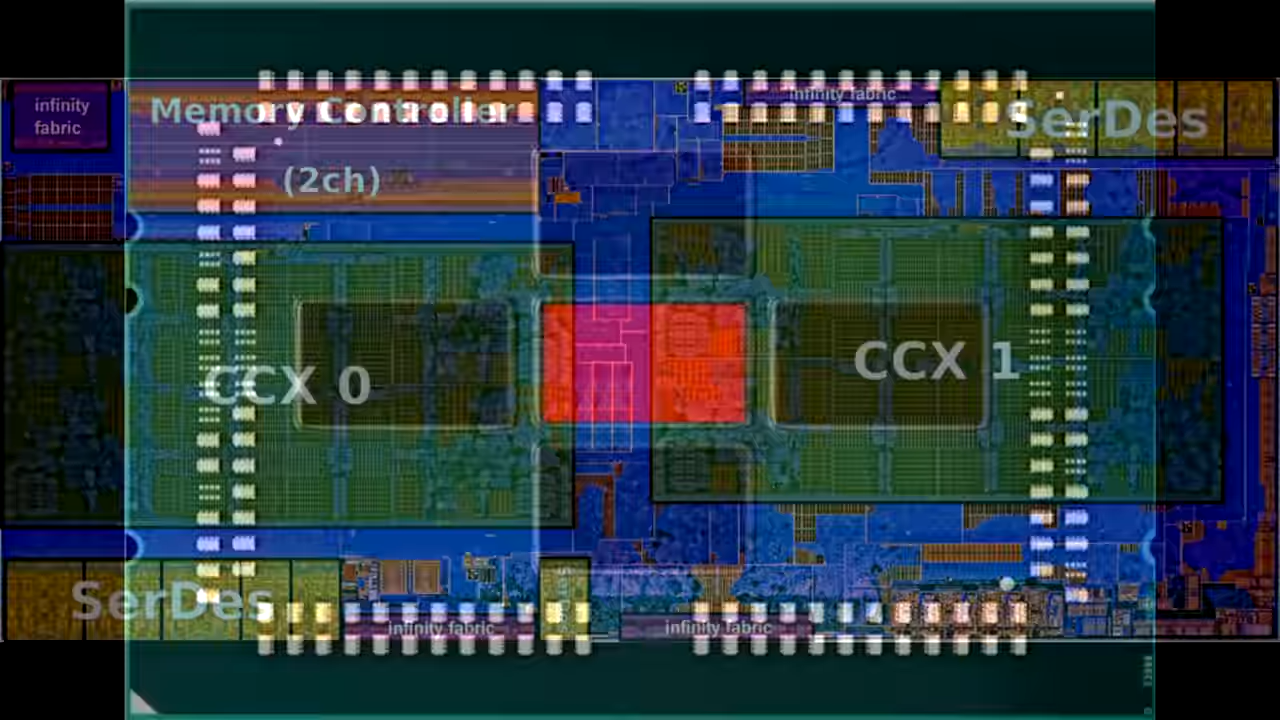 infinity
fabric
Memory Controller
(2ch)
infinity fabric
SerDes
CCX 0
CCX 1
SerDes
infinity fabric
infinity fabric